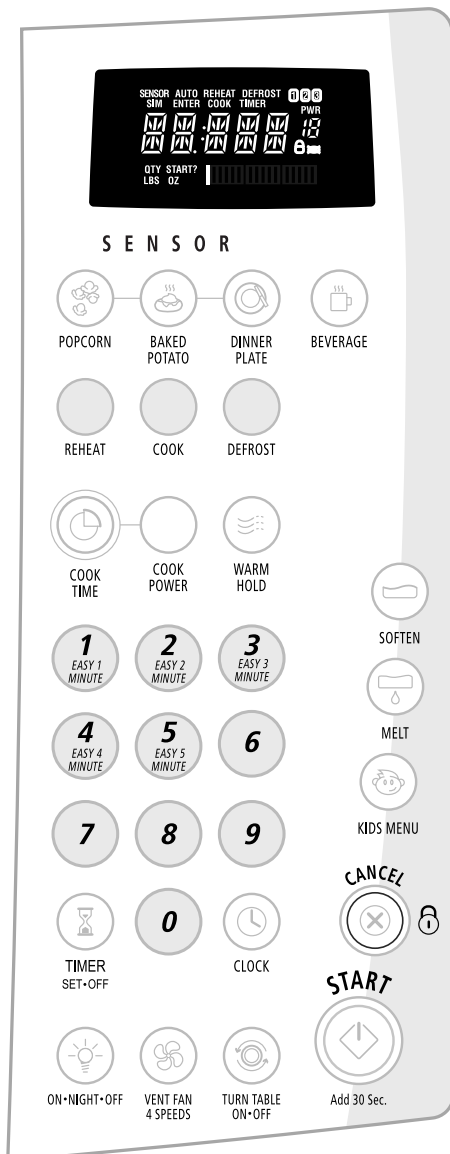 SENSOR AUTO REHEAT DEFROST 1 2 3
SIM ENTER COOK TIMER PWR
18
QTY START?
LBS OZ
SENSOR
POPCORN
BAKED
POTATO
DINNER
PLATE
BEVERAGE
REHEAT
COOK
DEFROST
COOK
TIME
COOK
POWER
WARM
HOLD
SOFTEN
1
EASY 1
MINUTE
2
EASY 2
MINUTE
3
EASY 3
MINUTE
MELT
4
EASY 4
MINUTE
5
EASY 5
MINUTE
6
KIDS MENU
7
8
9
CANCEL
TIMER
SET•OFF
0
CLOCK
START
ON•NIGHT•OFF
VENT FAN
4 SPEEDS
TURN TABLE
ON•OFF
Add 30 Sec.